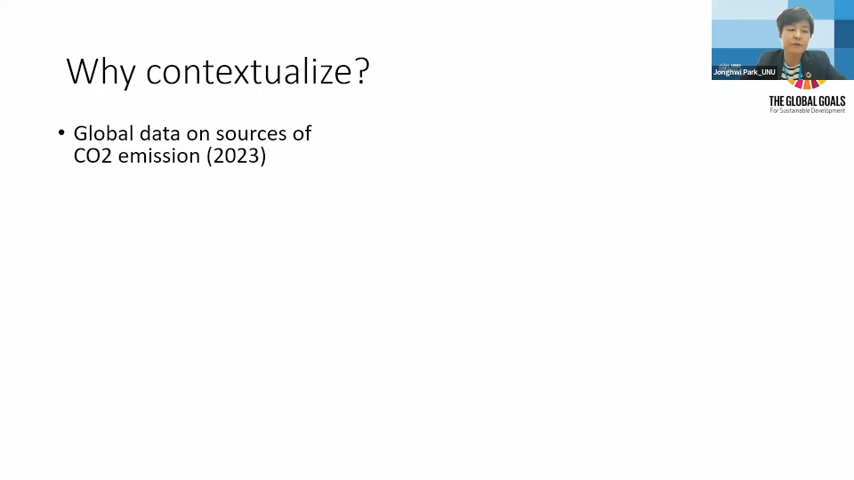 Why contextualize?
• Global data on sources of
CO2 emission (2023)
Jonghwi Park_UNU
THE GLOBAL GOALS
For Sustainable Development